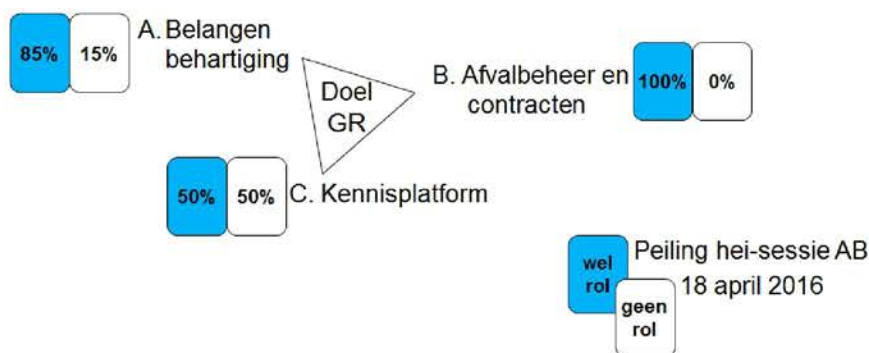 85% 15%
A. Belangen
behartiging
Doel
GR
B. Afvalbeheer en
contracten
100% 0%
50% 50%
C. Kennisplatform
wel
rol
geen
rol
Peiling hei-sessie AB
18 april 2016